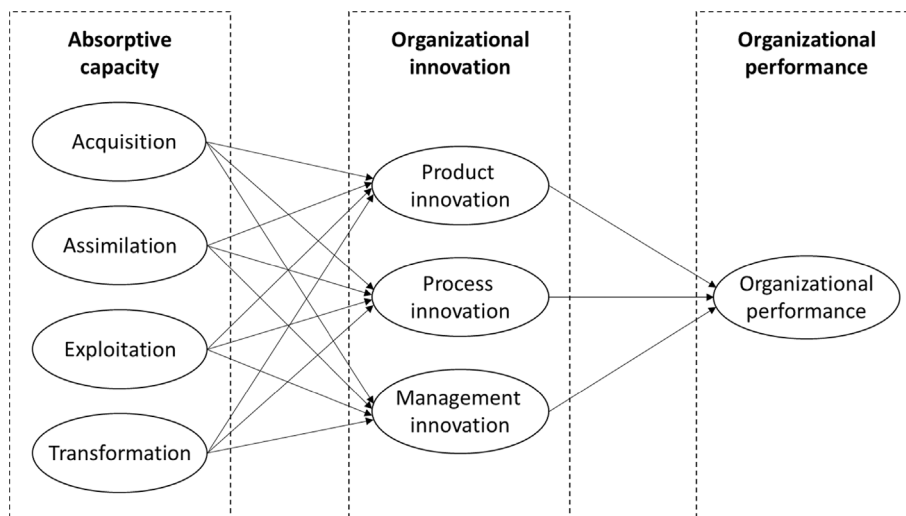 Absorptive
capacity
Organizational
innovation
Organizational
performance
Acquisition
Assimilation
Exploitation
Transformation
Product
innovation
Process
innovation
Management
innovation
Organizational
performance